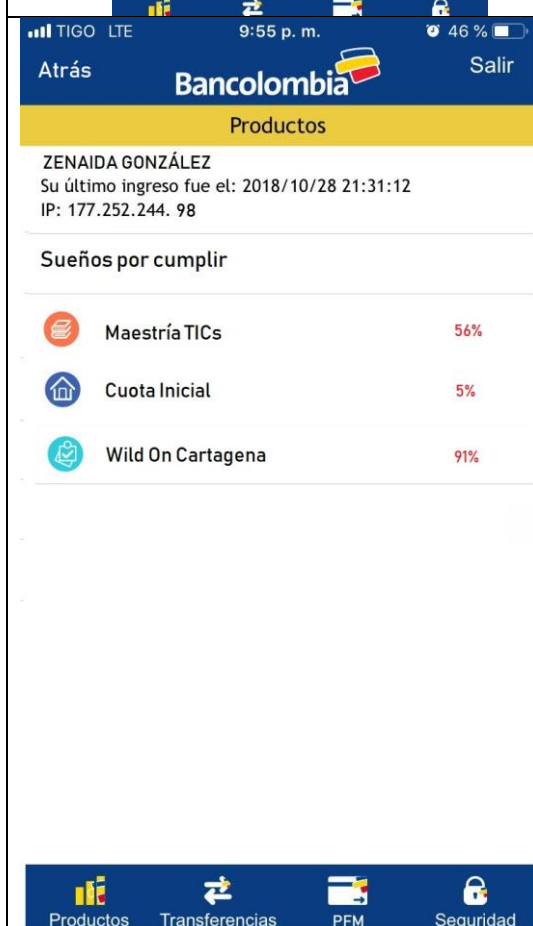 TIGO LTE 9:55 p. m. 46 %
Atrás Bancolombia Salir
Productos
ZENAIDA GONZÁLEZ
Su último ingreso fue el: 2018/10/28 21:31:12
IP: 177.252.244. 98
Sueños por cumplir
Maestría TICs 56%
Cuota Inicial 5%
Wild On Cartagena 91%
Productos Transferencias PFM Seguridad